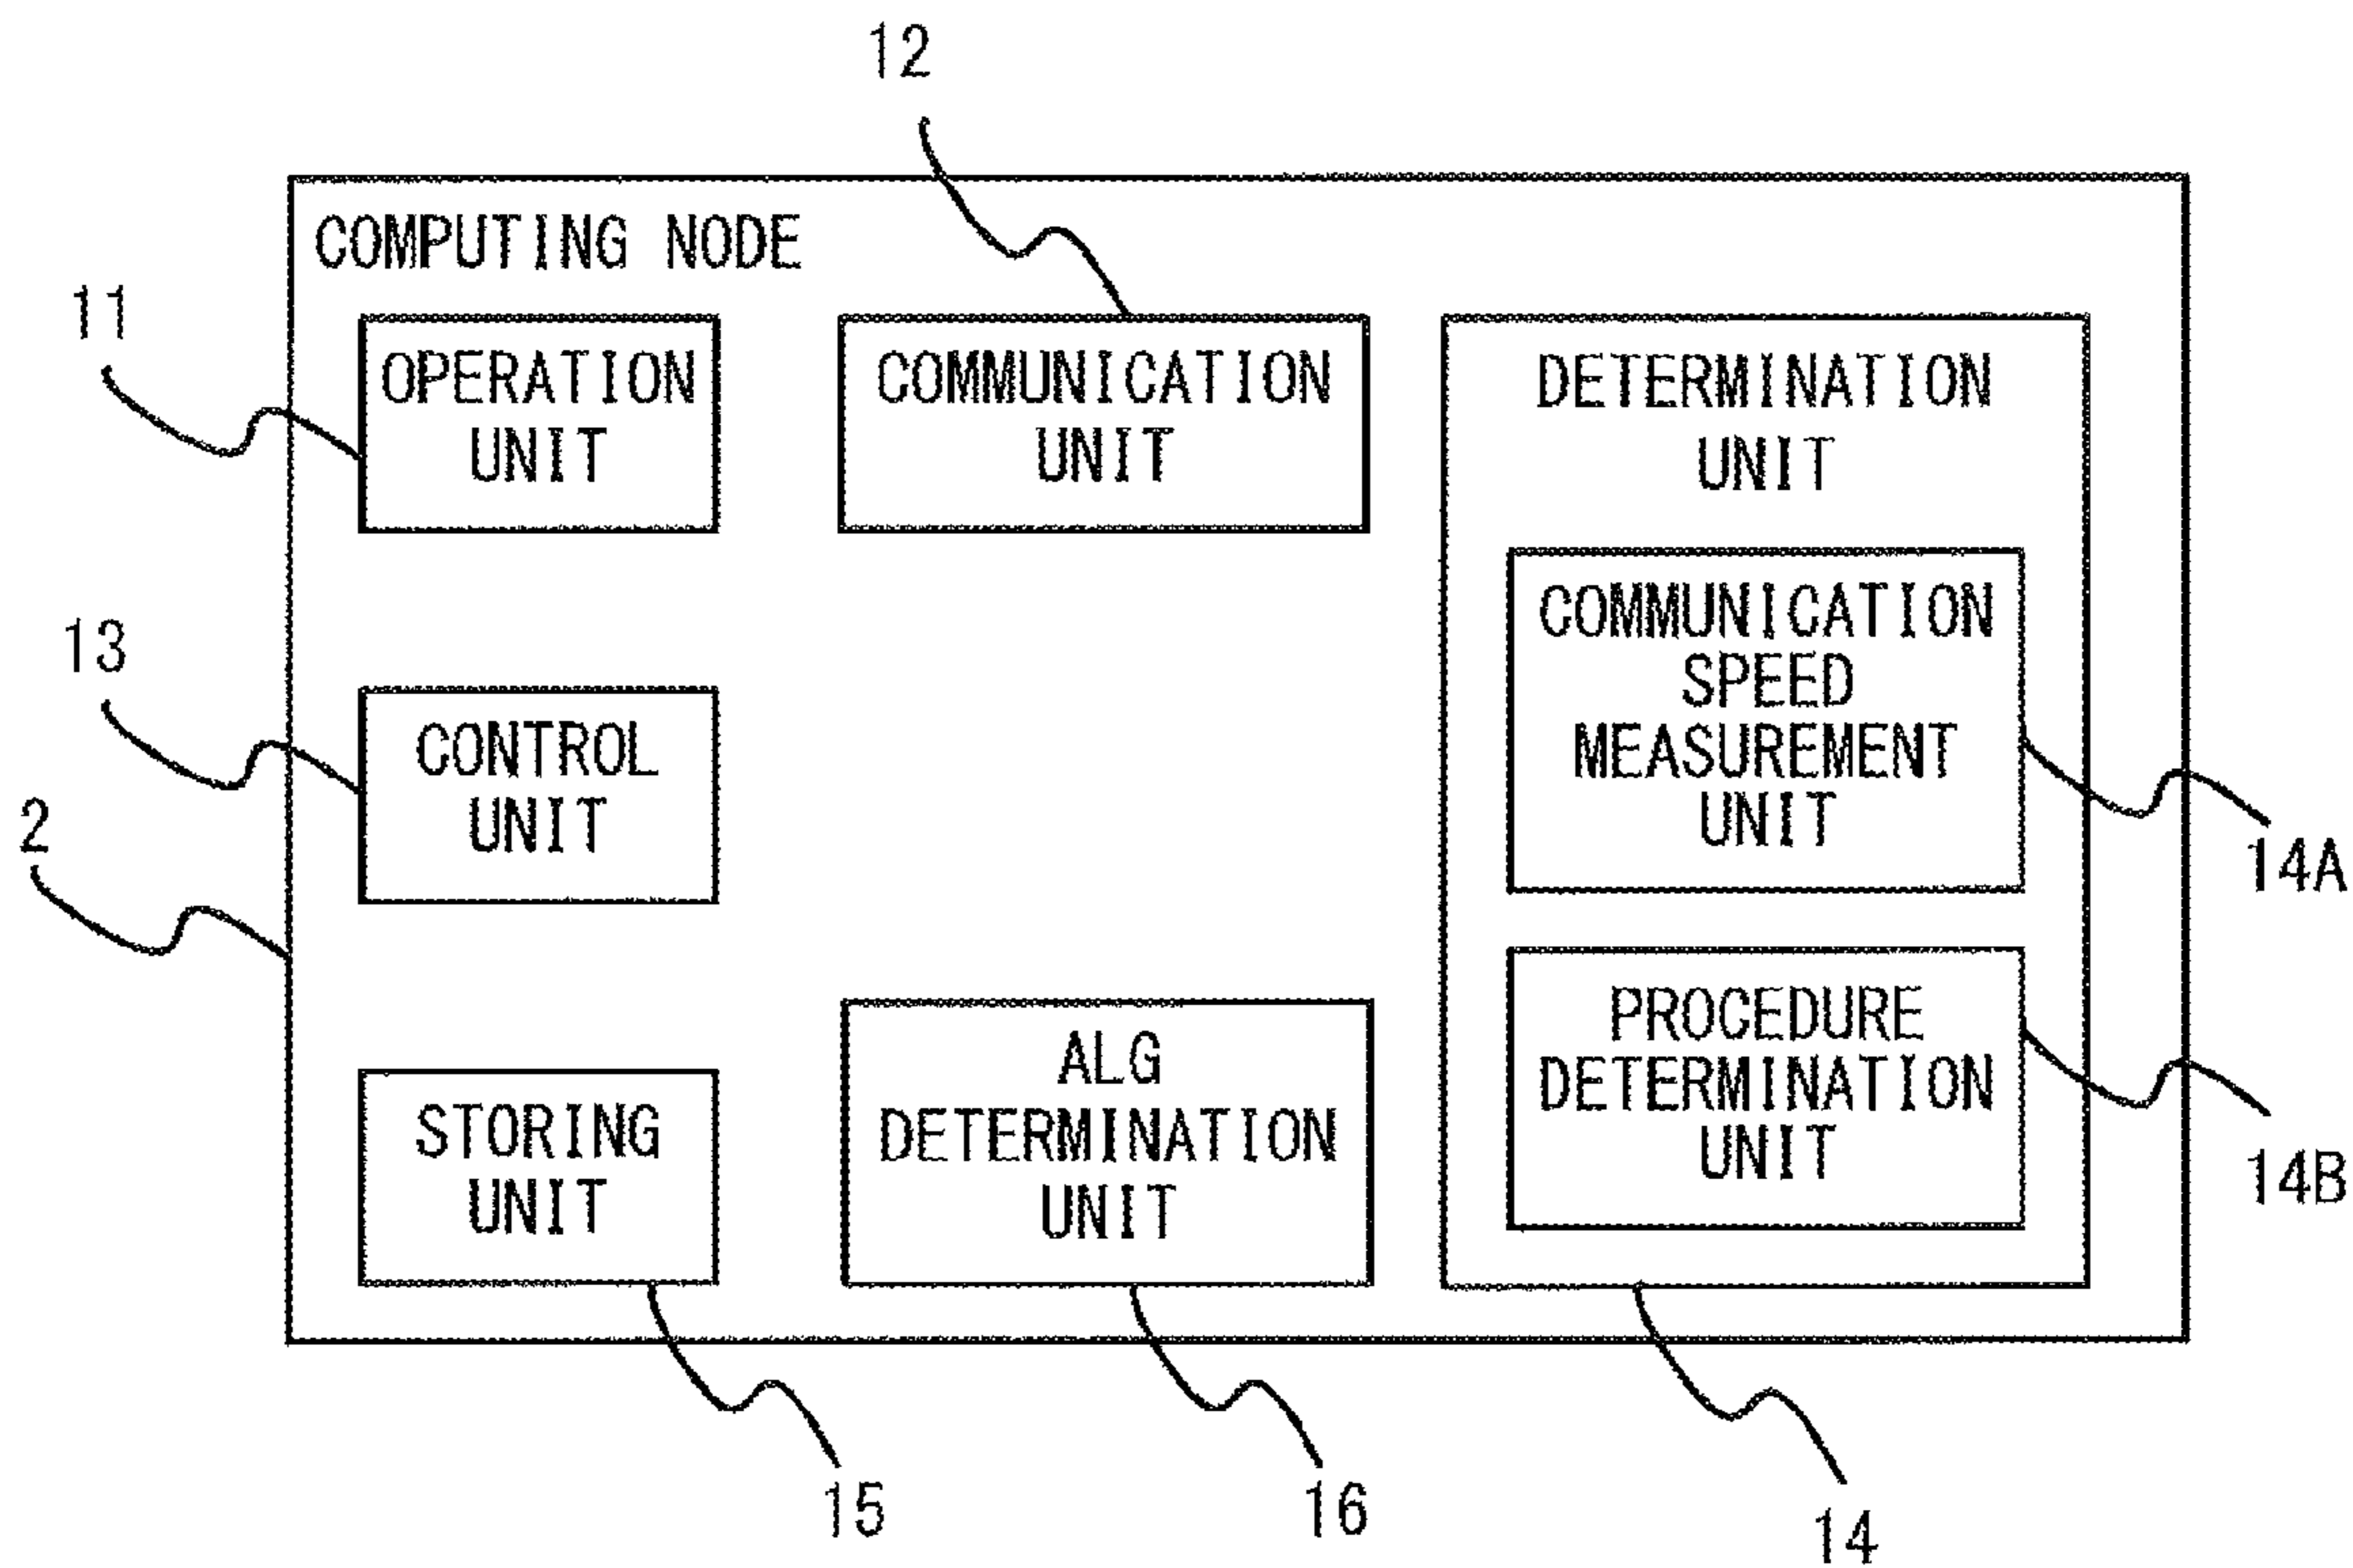 12
COMPUTING NODE
11
OPERATION
UNIT
COMMUNICATION
UNIT
DETERMINATION
UNIT
COMMUNICATION
SPEED
MEASUREMENT
UNIT
14A
13
CONTROL
UNIT
2
PROCEDURE
DETERMINATION
UNIT
14B
STORING
UNIT
ALG
DETERMINATION
UNIT
15
16
14